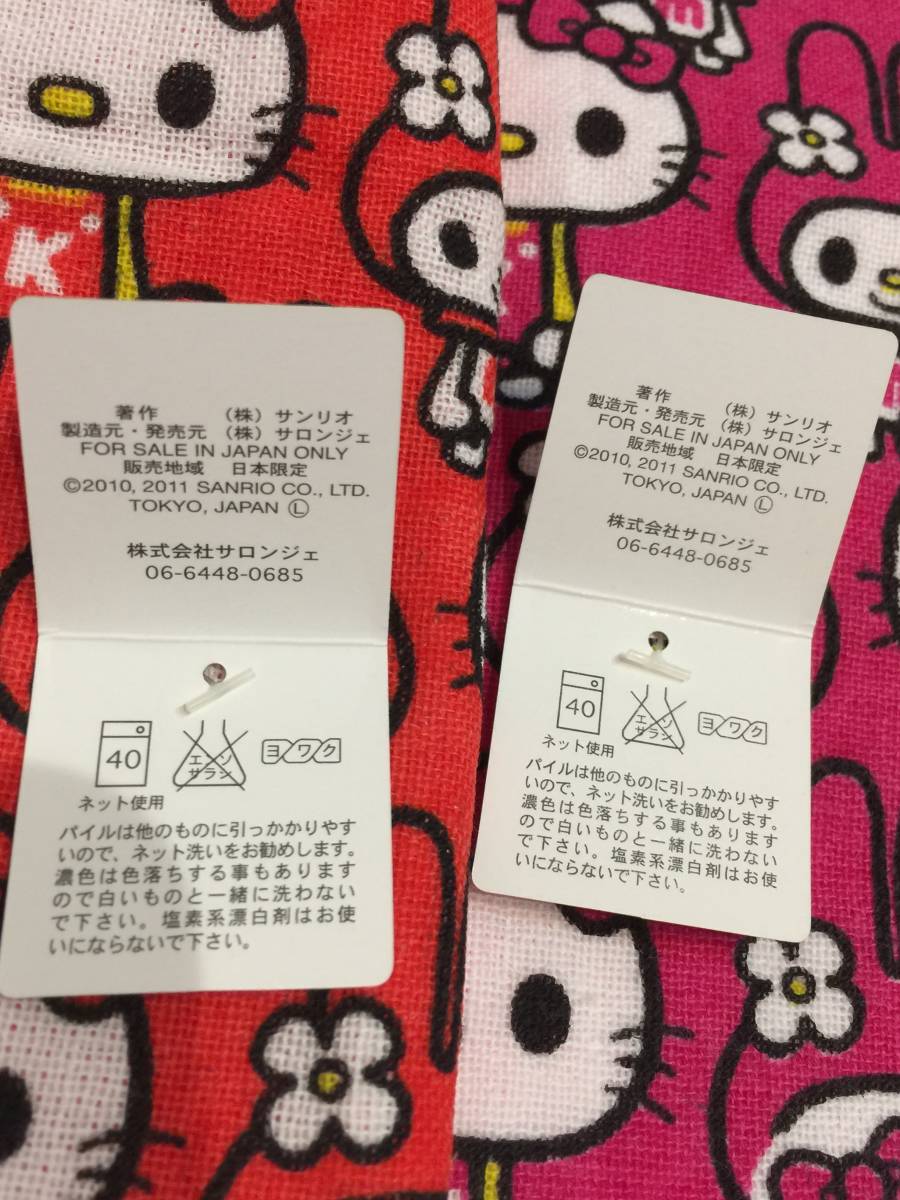 K
著作 （株）サンリオ
製造元・発売元 （株）サロンジェ
FOR SALE IN JAPAN ONLY
販売地域 日本限定
©2010, 2011 SANRIO CO., LTD.
TOKYO, JAPAN Ⓛ
株式会社サロンジェ
06-6448-0685
40
エンソ
サラシ
ヨワク
ネット使用
パイルは他のものに引っかかりやす
いので、ネット洗いをお勧めします。
濃色は色落ちする事もあります
ので白いものと一緒に洗わない
で下さい。塩素系漂白剤はお使
いにならないで下さい。
著作 （株）サンリオ
製造元・発売元 （株）サロンジェ
FOR SALE IN JAPAN ONLY
販売地域 日本限定
©2010, 2011 SANRIO CO., LTD.
TOKYO, JAPAN Ⓛ
株式会社サロンジェ
06-6448-0685
40
エンソ
サラシ
ヨワク
ネット使用
パイルは他のものに引っかかりやす
いので、ネット洗いをお勧めします。
濃色は色落ちする事もあります
ので白いものと一緒に洗わない
で下さい。塩素系漂白剤はお使
いにならないで下さい。